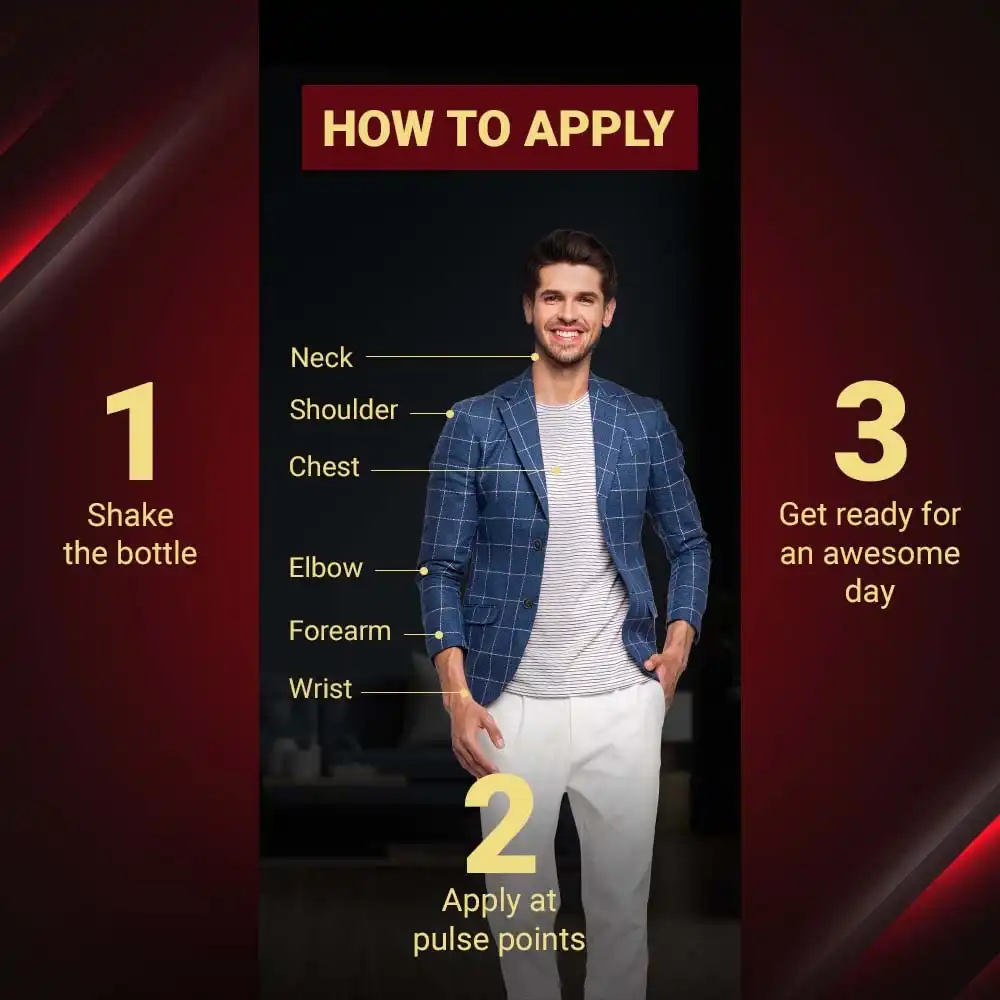 HOW TO APPLY
1
Shake
the bottle
Neck
Shoulder
Chest
Elbow
Forearm
Wrist
2
Apply at
pulse points
3
Get ready for
an awesome
day